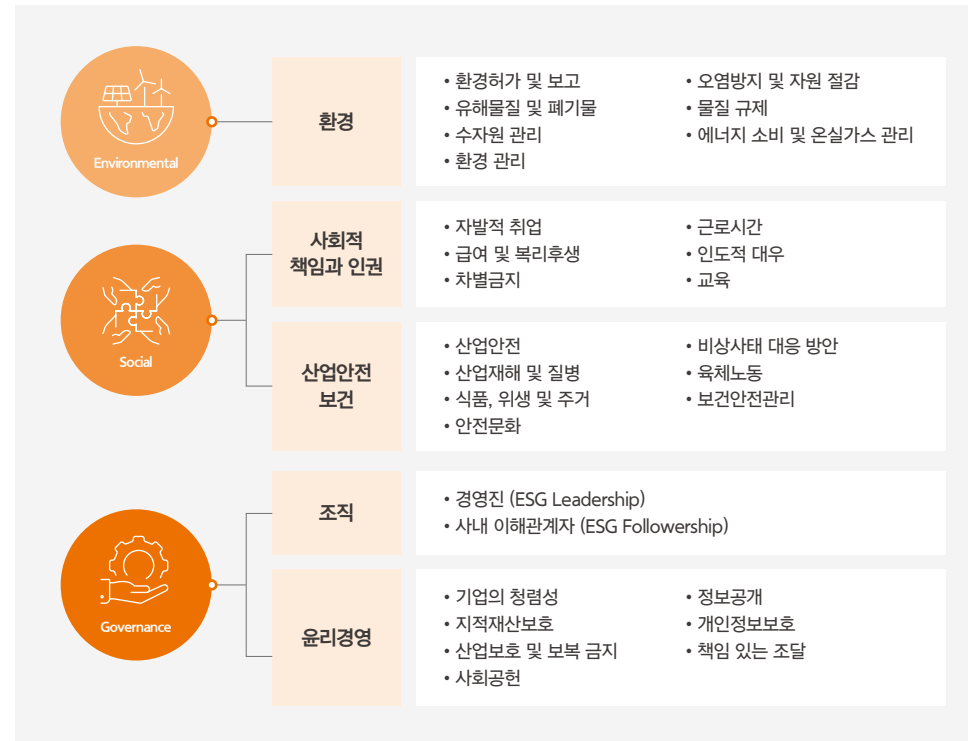 Environmental
환경
• 환경허가 및 보고
• 유해물질 및 폐기물
• 수자원 관리
• 환경 관리
• 오염방지 및 자원 절감
• 물질 규제
• 에너지 소비 및 온실가스 관리
Social
사회적
책임과 인권
• 자발적 취업
• 급여 및 복리후생
• 차별금지
• 근로시간
• 인도적 대우
• 교육
산업안전
보건
• 산업안전
• 산업재해 및 질병
• 식품, 위생 및 주거
• 안전문화
• 비상사태 대응 방안
• 육체노동
• 보건안전관리
Governance
조직
• 경영진 (ESG Leadership)
• 사내 이해관계자 (ESG Followership)
윤리경영
• 기업의 청렴성
• 지적재산보호
• 산업보호 및 보복 금지
• 사회공헌
• 정보공개
• 개인정보보호
• 책임 있는 조달